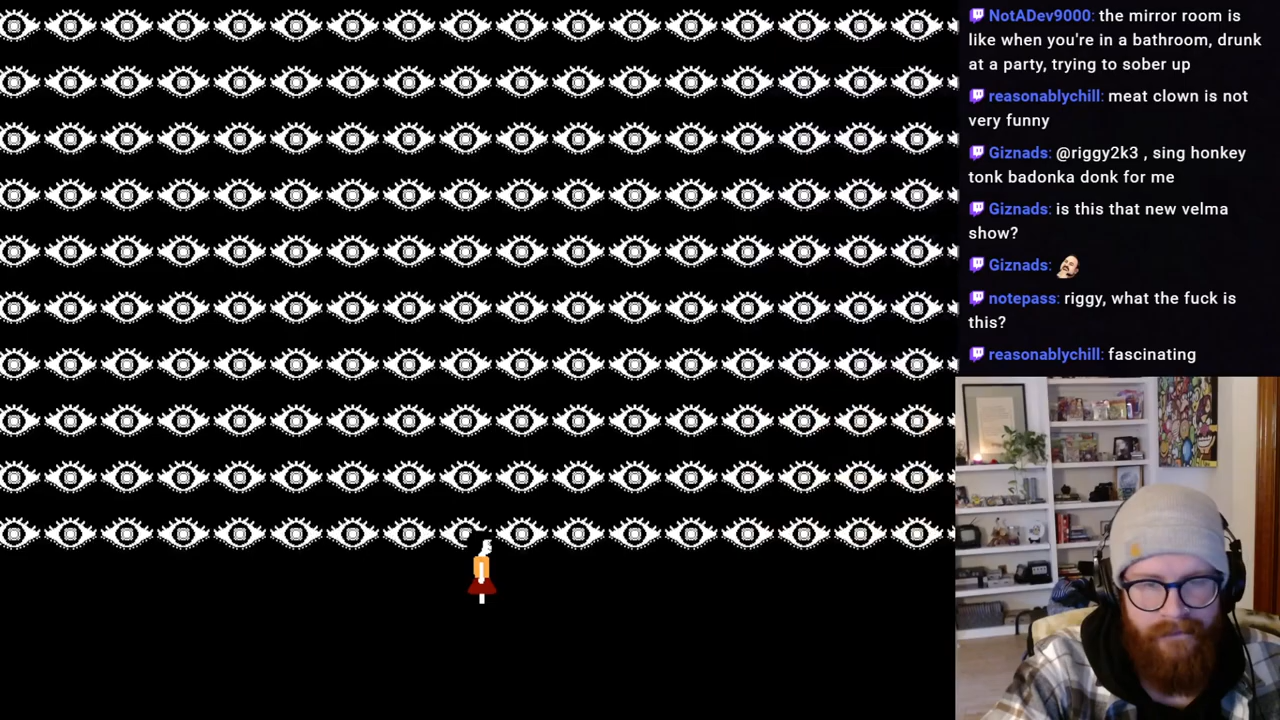 NotADev9000: the mirror room is
like when you're in a bathroom, drunk
at a party, trying to sober up
reasonablychill: meat clown is not
very funny
Giznads: @riggy2k3 , sing honkey
tonk badonka donk for me
Giznads: is this that new velma
show?
Giznads:
notepass: riggy, what the fuck is
this?
reasonablychill: fascinating